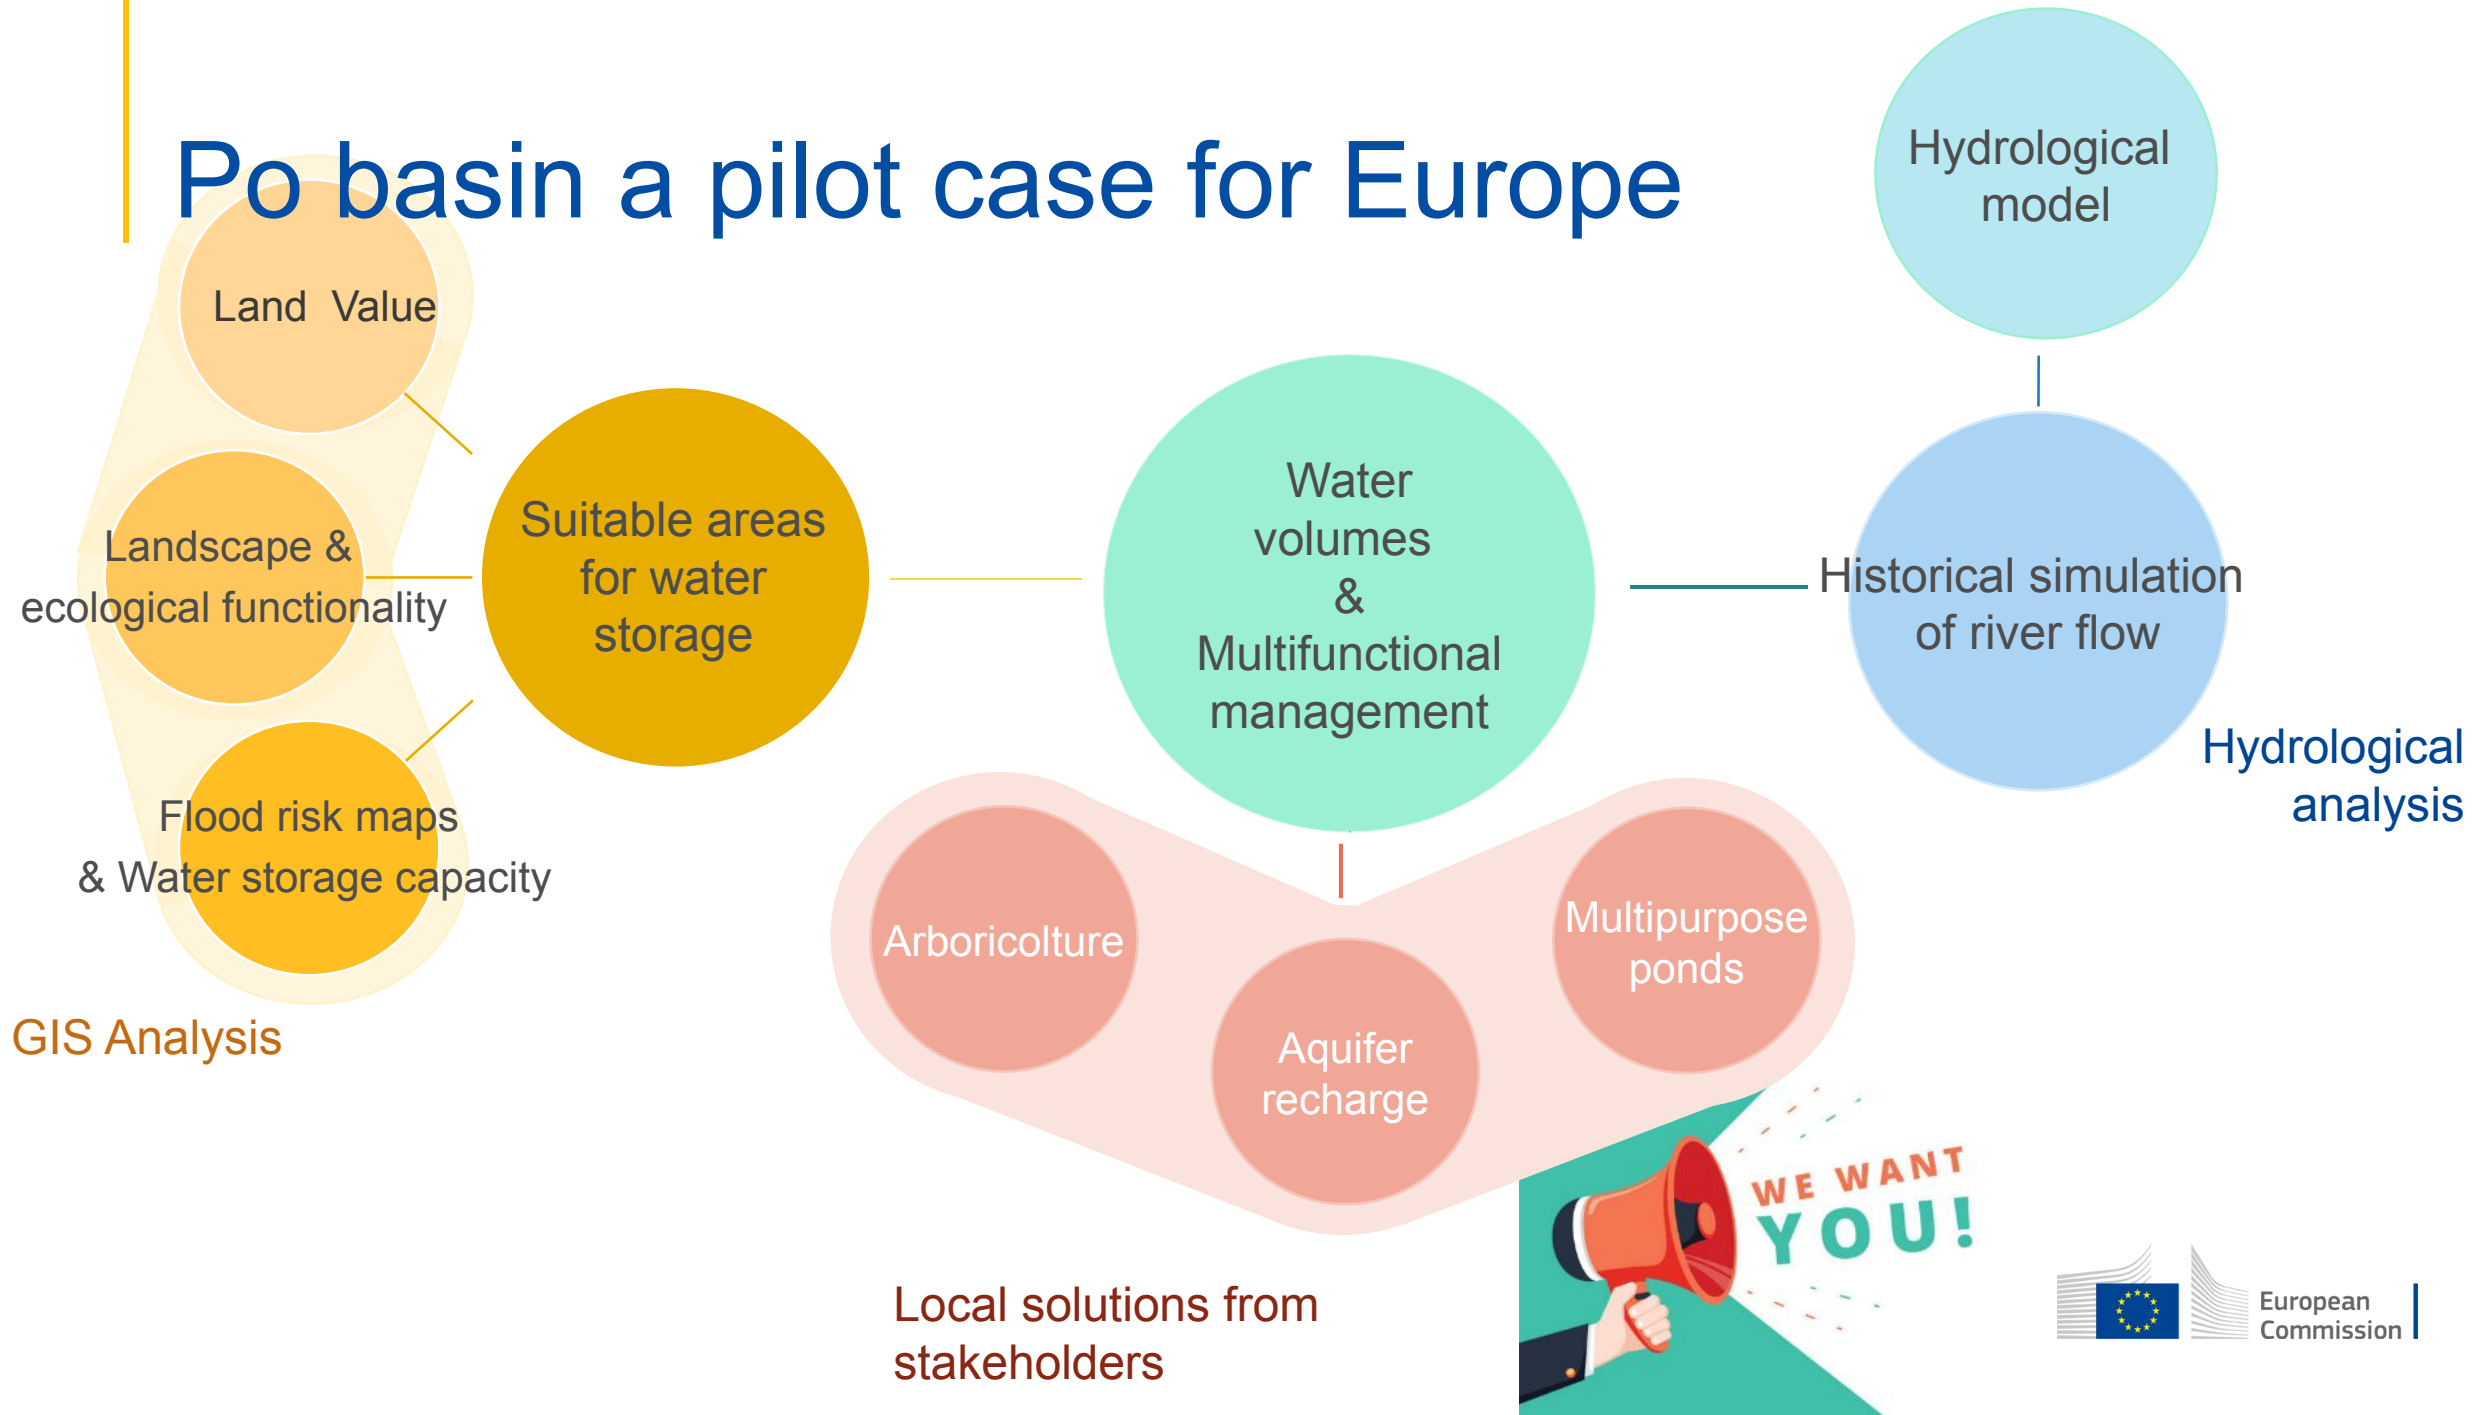 Po basin a pilot case for Europe
Hydrological
model
Land Value
Landscape &
ecological functionality
Flood risk maps
& Water storage capacity
GIS Analysis
Suitable areas
for water
storage
Water
volumes
&
Multifunctional
management
Historical simulation
of river flow
Hydrological
analysis
Arboricolture
Aquifer
recharge
Multipurpose
ponds
Local solutions from
stakeholders
WE WANT
YOU!
European
Commission